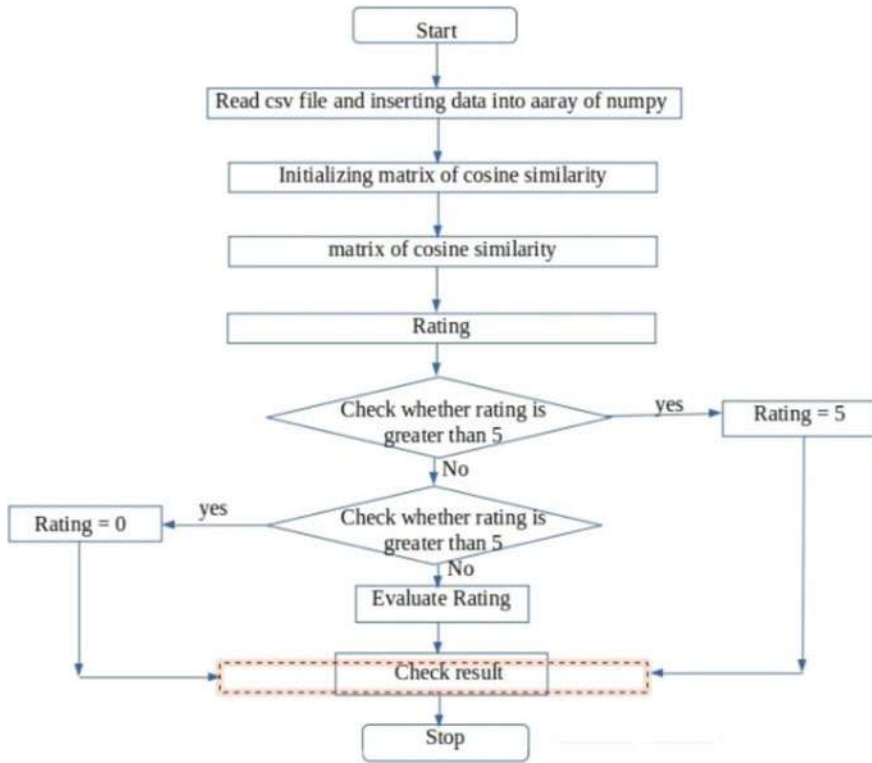 Start
Read csv file and inserting data into aaray of numpy
Initializing matrix of cosine similarity
matrix of cosine similarity
Rating
Check whether rating is
greater than 5
yes
Rating = 5
No
Check whether rating is
greater than 5
yes
Rating = 0
No
Evaluate Rating
Check result
Stop